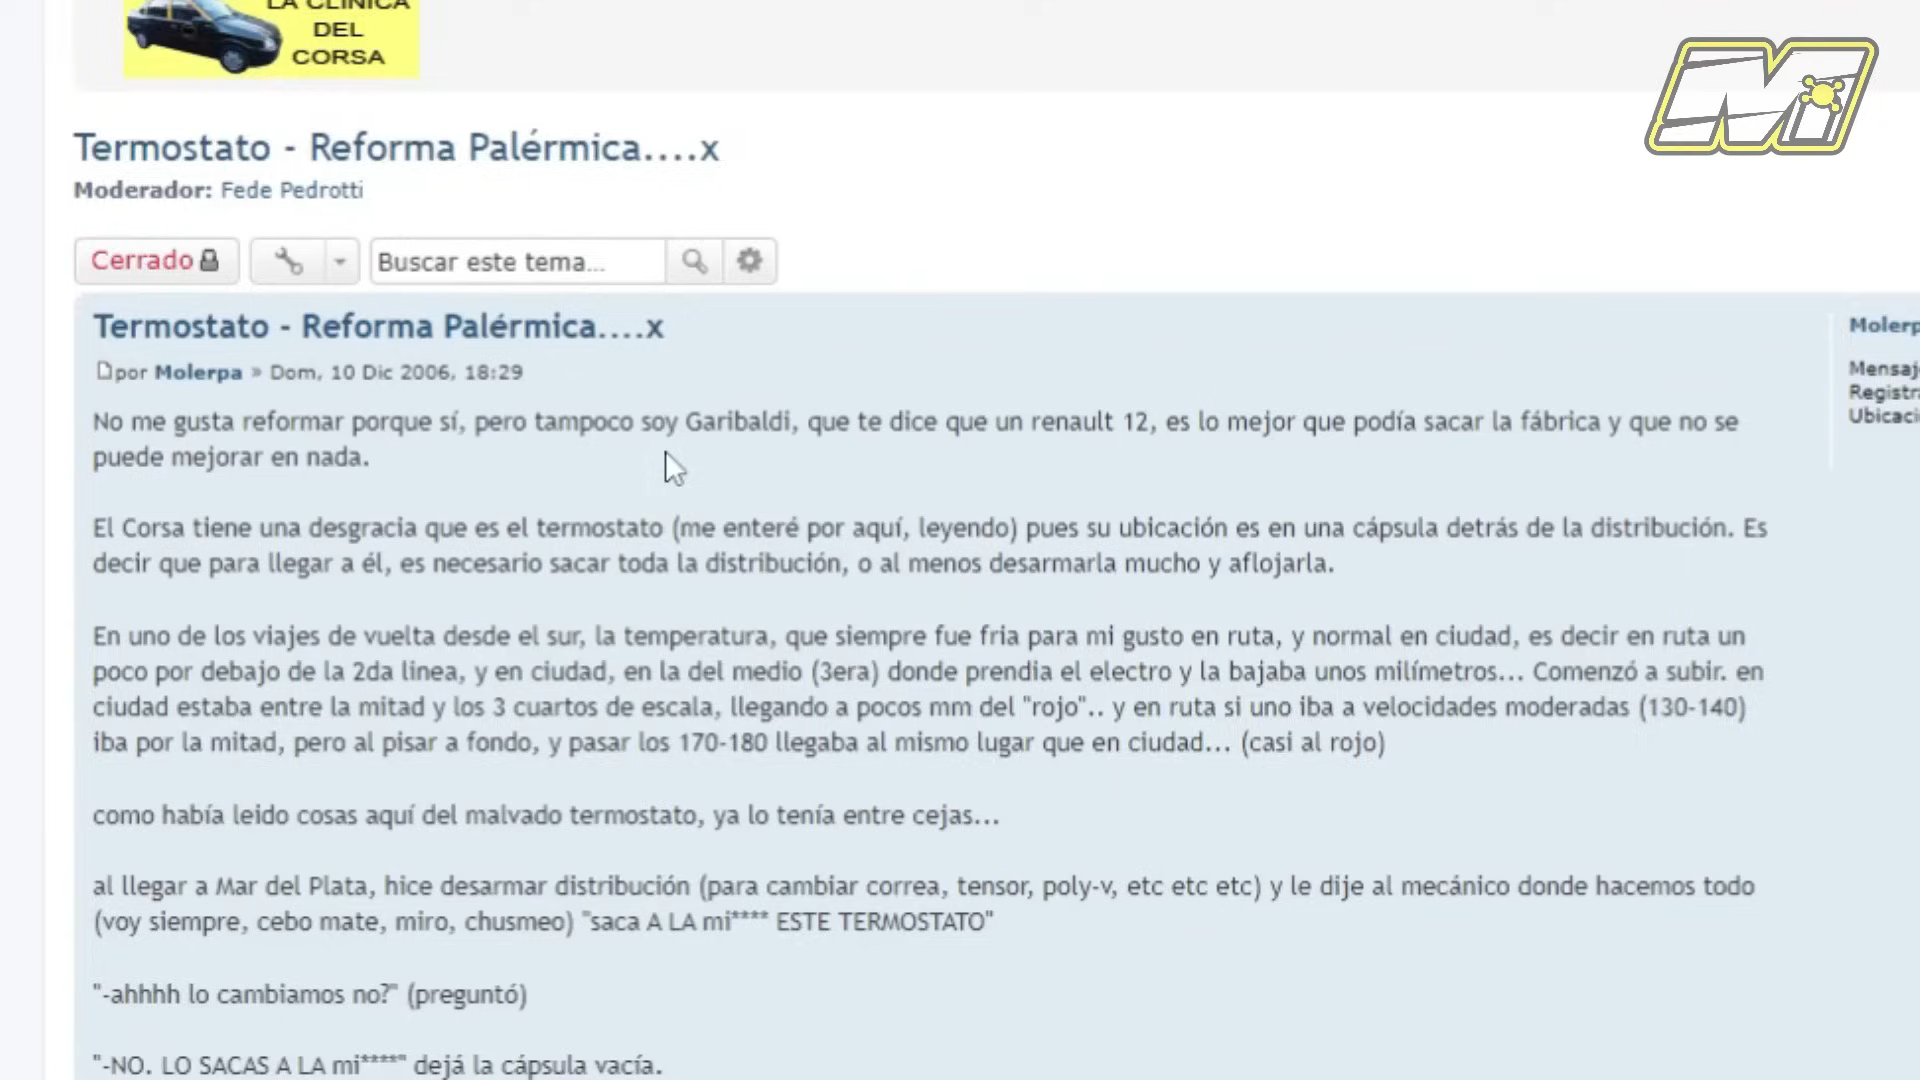 LA CLINICA
DEL
CORSA
Mi
Termostato - Reforma Palérmica....x
Moderador: Fede Pedrotti
Cerrado
Buscar este tema...
Termostato - Reforma Palérmica....x
por Molerpa » Dom, 10 Dic 2006, 18:29
No me gusta reformar porque sí, pero tampoco soy Garibaldi, que te dice que un renault 12, es lo mejor que podía sacar la fábrica y que no se
puede mejorar en nada.
El Corsa tiene una desgracia que es el termostato (me enteré por aquí, leyendo) pues su ubicación es en una cápsula detrás de la distribución. Es
decir que para llegar a él, es necesario sacar toda la distribución, o al menos desarmarla mucho y aflojarla.
En uno de los viajes de vuelta desde el sur, la temperatura, que siempre fue fria para mi gusto en ruta, y normal en ciudad, es decir en ruta un
poco por debajo de la 2da linea, y en ciudad, en la del medio (3era) donde prendia el electro y la bajaba unos milímetros... Comenzó a subir. en
ciudad estaba entre la mitad y los 3 cuartos de escala, llegando a pocos mm del "rojo".. y en ruta si uno iba a velocidades moderadas (130-140)
iba por la mitad, pero al pisar a fondo, y pasar los 170-180 llegaba al mismo lugar que en ciudad... (casi al rojo)
como había leido cosas aquí del malvado termostato, ya lo tenía entre cejas...
al llegar a Mar del Plata, hice desarmar distribución (para cambiar correa, tensor, poly-v, etc etc etc) y le dije al mecánico donde hacemos todo
(voy siempre, cebo mate, miro, chusmeo) "saca A LA mi**** ESTE TERMOSTATO"
"-ahhhh lo cambiamos no?" (preguntó)
"-NO. LO SACAS A LA mi****" dejá la cápsula vacía.
Molerp
Mensaj
Registra
Ubicaci